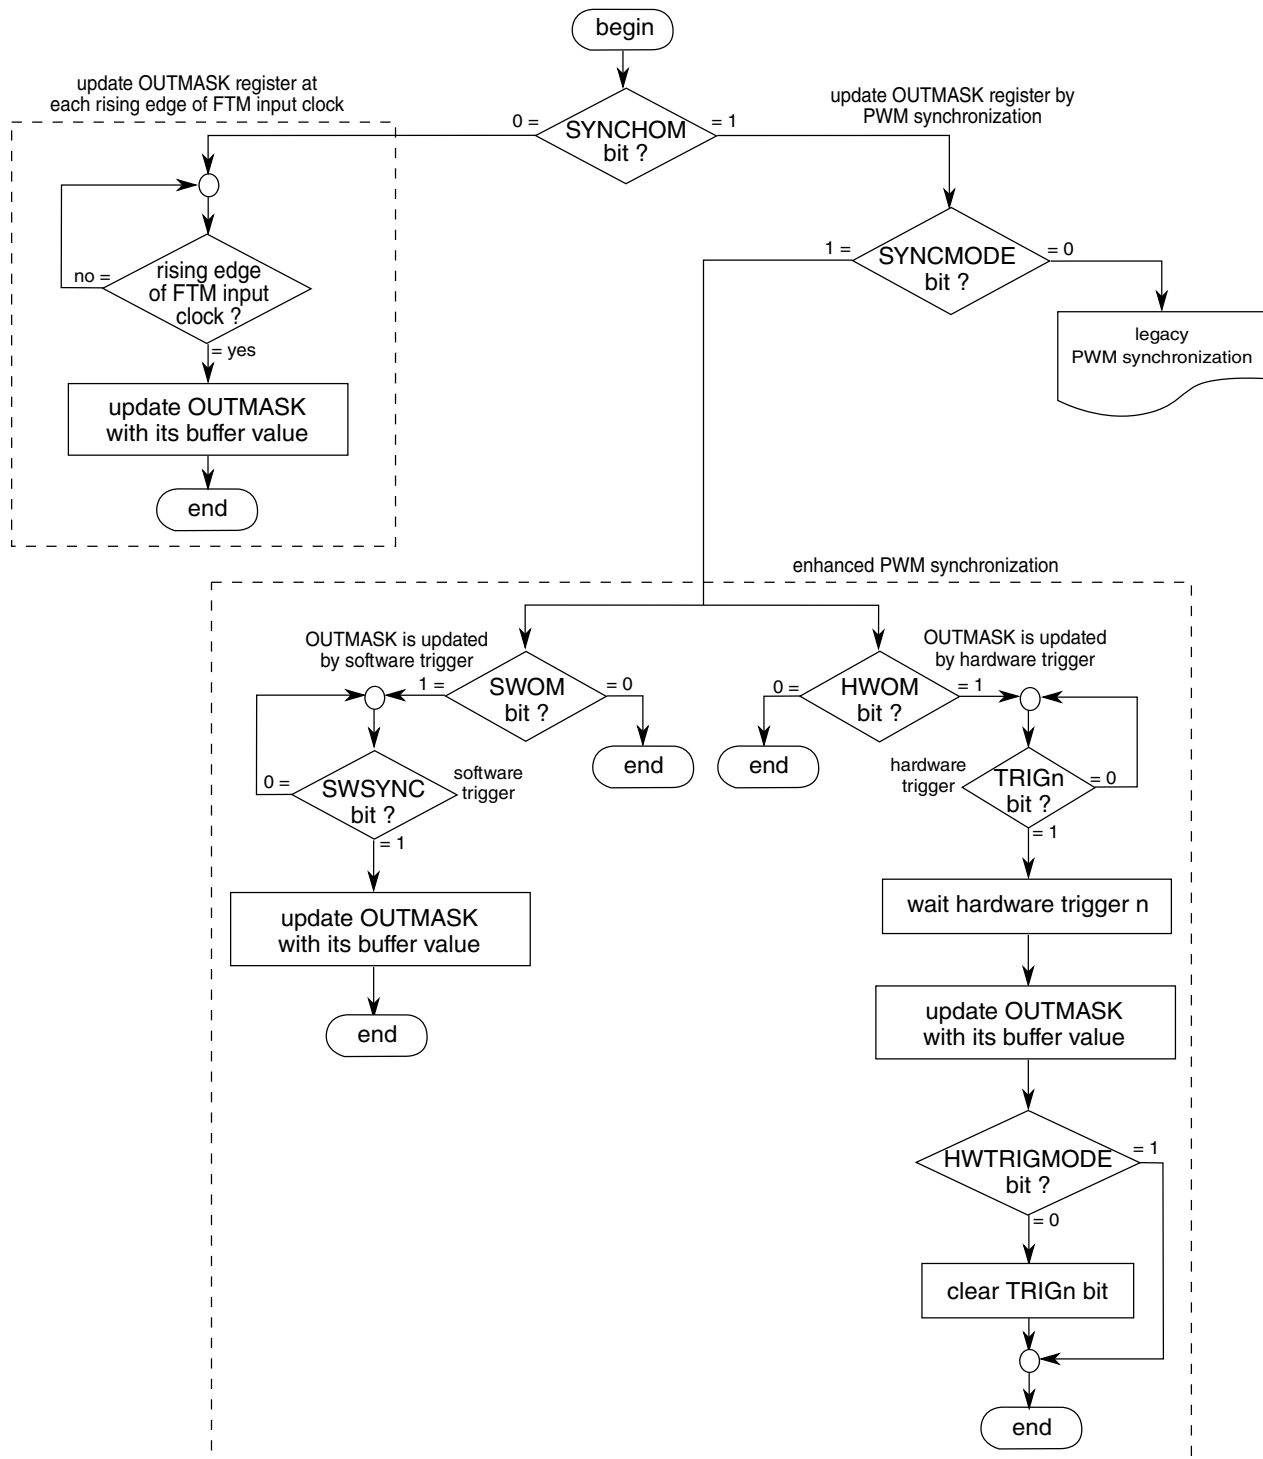 begin
update OUTMASK register at
each rising edge of FTM input clock
update OUTMASK register by
PWM synchronization
0 =
SYNCHOM
bit ?
= 1
1 =
SYNCMODE
bit ?
= 0
no =
rising edge
of FTM input
clock ?
= yes
legacy
PWM synchronization
update OUTMASK
with its buffer value
end
enhanced PWM synchronization
OUTMASK is updated
by software trigger
OUTMASK is updated
by hardware trigger
1 =
SWOM
bit ?
= 0
0 =
HWOM
bit ?
= 1
end
end
0 =
SWSYNC
bit ?
software
trigger
= 1
hardware
trigger
TRIGn
bit ?
= 0
= 1
update OUTMASK
with its buffer value
end
wait hardware trigger n
update OUTMASK
with its buffer value
HWTRIGMODE
bit ?
= 1
= 0
clear TRIGn bit
end